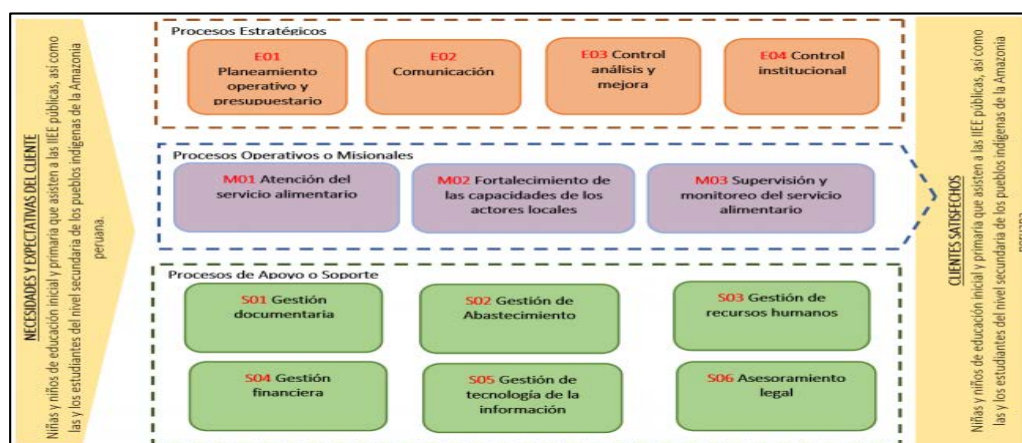 NECESIDADES Y EXPECTATIVAS DEL CLIENTE
Niñas y niños de educación inicial y primaria que asisten a las IIEE públicas, así como
las y los estudiantes del nivel secundaria de los pueblos indígenas de la Amazonia
peruana.
Procesos Estratégicos
E01
Planeamiento
operativo y
presupuestario
E02
Comunicación
E03 Control
análisis y
mejora
E04 Control
institucional
Procesos Operativos o Misionales
M01 Atención del
servicio alimentario
M02 Fortalecimiento de
las capacidades de los
actores locales
M03 Supervisión y
monitoreo del servicio
alimentario
Procesos de Apoyo o Soporte
S01 Gestión
documentaria
S02 Gestión de
Abastecimiento
S03 Gestión de
recursos humanos
S04 Gestión
financiera
S05 Gestión de
tecnología de la
información
S06 Asesoramiento
legal
CLIENTES SATISFECHOS
Niñas y niños de educación inicial y primaria que asisten a las IIEE públicas, así como
las y los estudiantes del nivel secundaria de los pueblos indígenas de la Amazonia
peruana